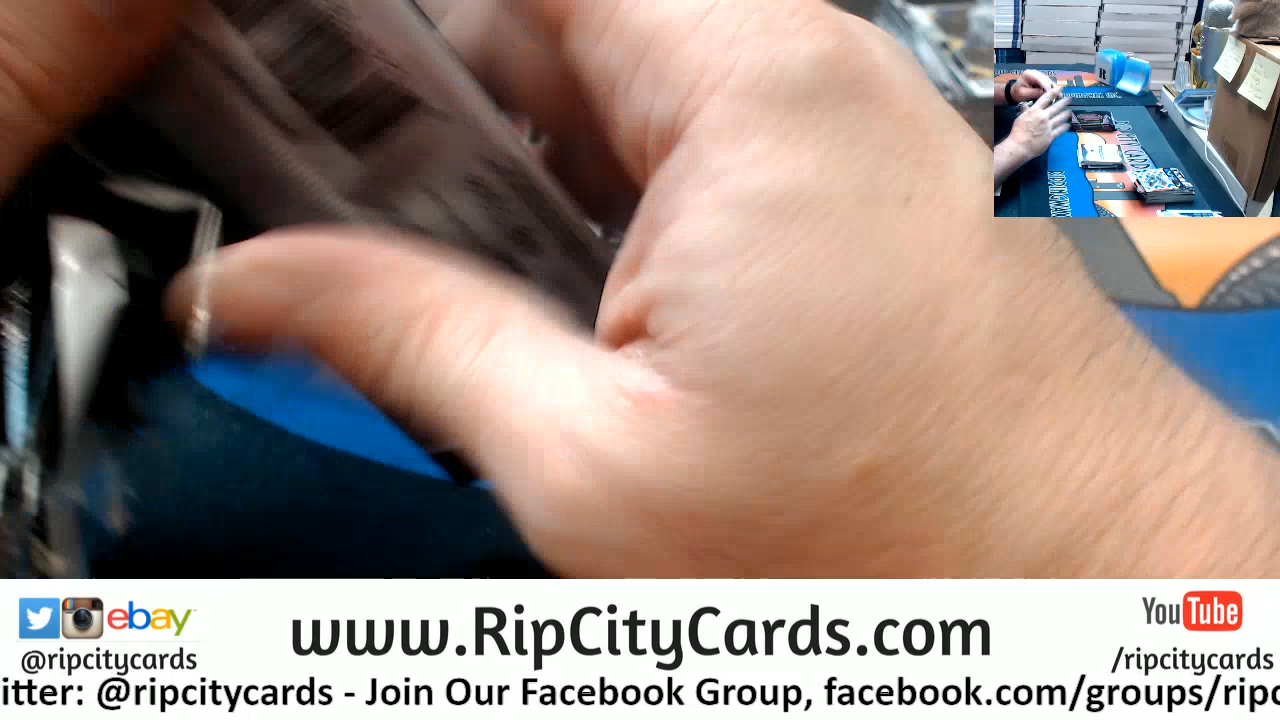 www.RipCityCards.com
ebay
@ripcitycards
YouTube
/ripcitycards
itter: @ripcitycards - Join Our Facebook Group, facebook.com/groups/ripc